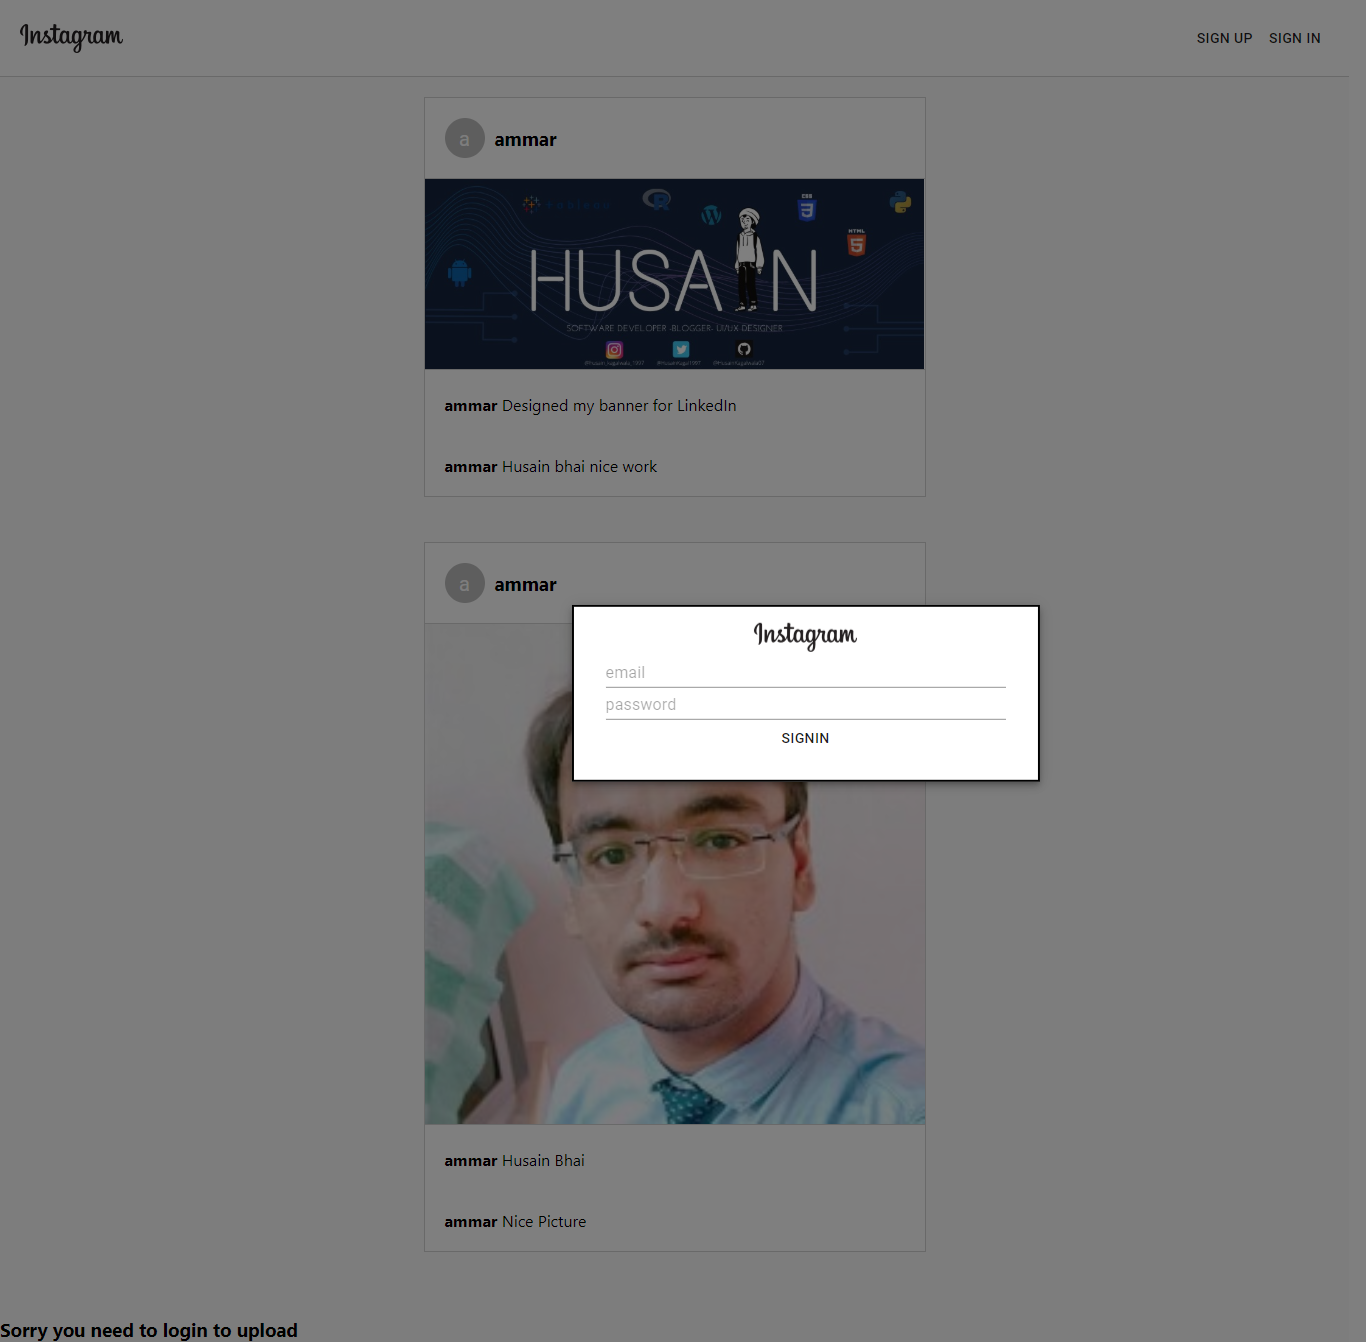 Instagram
SIGN UP SIGN IN
a ammar
HUSAIN
CSS
HTML
SOFTWARE DEVELOPER -BLOGGER- UI/UX DESIGNER
ammar Designed my banner for LinkedIn
ammar Husain bhai nice work
a ammar
Instagram
email
password
SIGNIN
ammar Husain Bhai
ammar Nice Picture
Sorry you need to login to upload